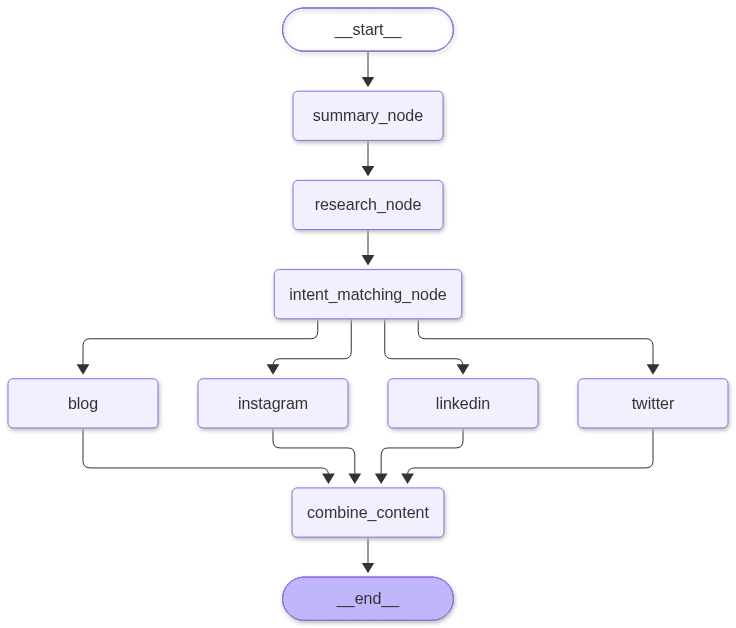 __start__
summary_node
research_node
intent_matching_node
blog
instagram
linkedin
twitter
combine_content
__end__